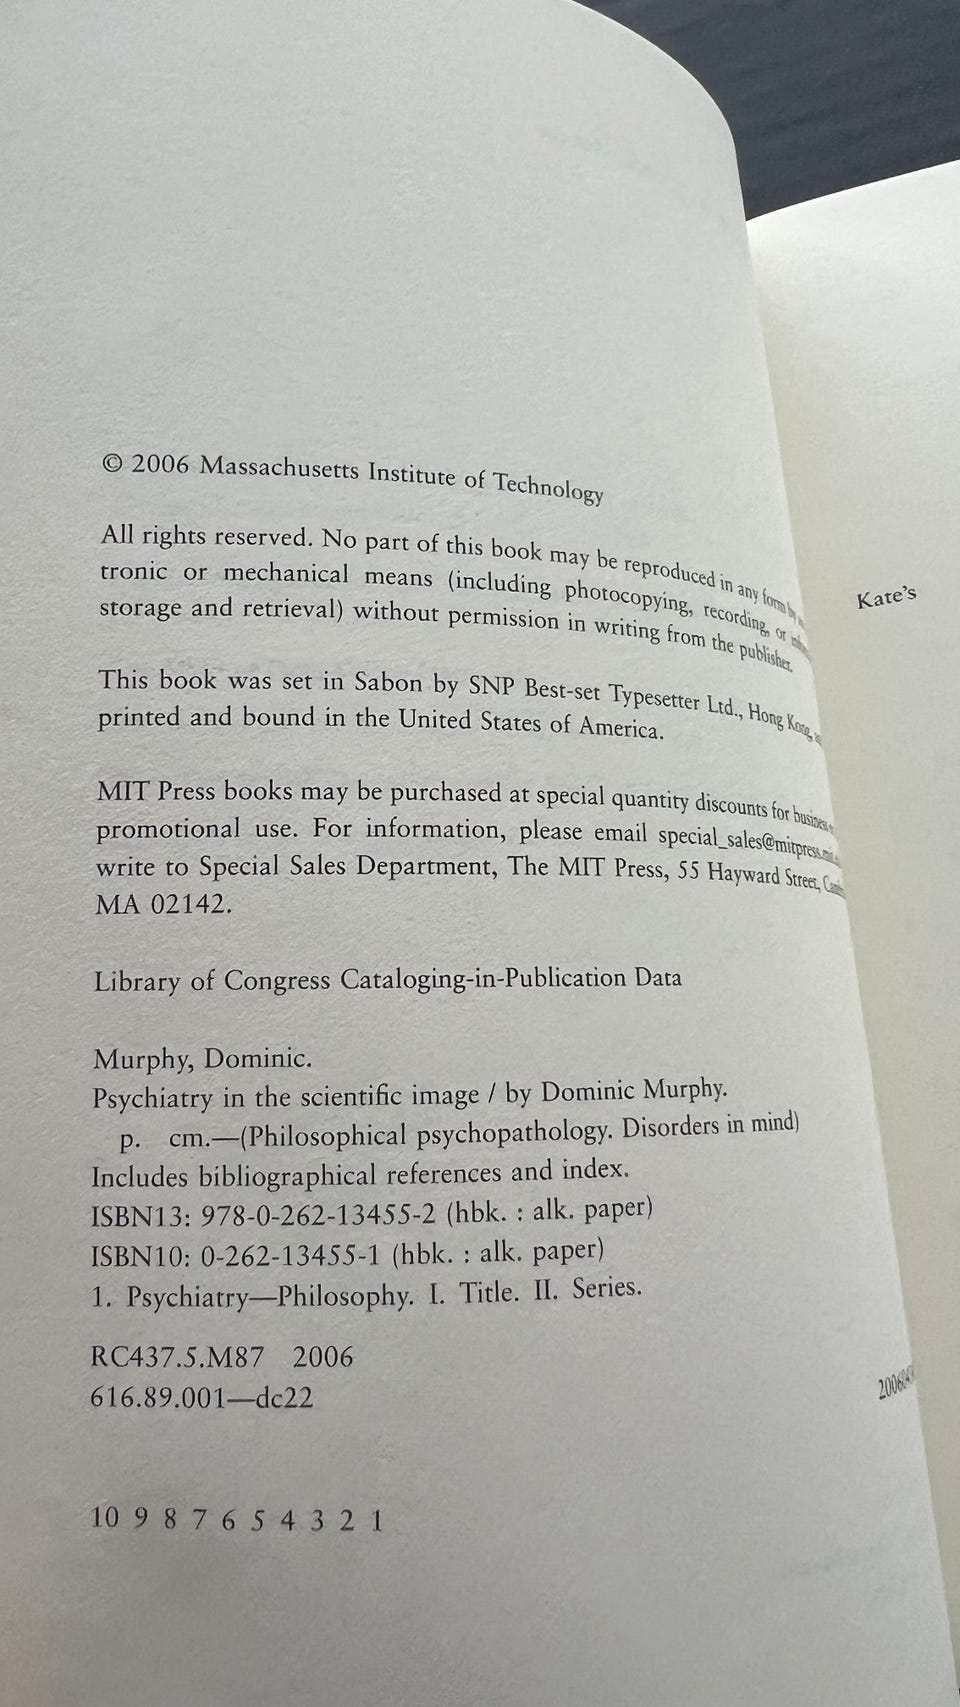 © 2006 Massachusetts Institute of Technology
All rights reserved. No part of this book may be reproduced in any form by
tronic or mechanical means (including photocopying, recording, or
storage and retrieval) without permission in writing from the publisher.
This book was set in Sabon by SNP Best-set Typesetter Ltd., Hong Kong,
printed and bound in the United States of America.
MIT Press books may be purchased at special quantity discounts for business
promotional use. For information, please email
write to Special Sales Department, The MIT Press, 55 Hayward Street,
MA 02142.
Library of Congress Cataloging-in-Publication Data
Murphy, Dominic.
Psychiatry in the scientific image / by Dominic Murphy.
p. cm.—(Philosophical psychopathology. Disorders in mind)
Includes bibliographical references and index.
ISBN13: 978-0-262-13455-2 (hbk. : alk. paper)
ISBN10: 0-262-13455-1 (hbk. : alk. paper)
1. Psychiatry—Philosophy. I. Title. II. Series.
RC437.5.M87 2006
616.89.001—dc22
10 9 8 7 6 5 4 3 2 1
Kate's